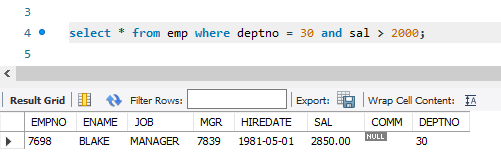 3
4 select * from emp where deptno = 30 and sal > 2000;
5
Result Grid Filter Rows: Export: Wrap Cell Content: IA
EMPNO ENAME JOB MGR HIREDATE SAL COMM DEPTNO
7698 BLAKE MANAGER 7839 1981-05-01 2850.00 NULL 30